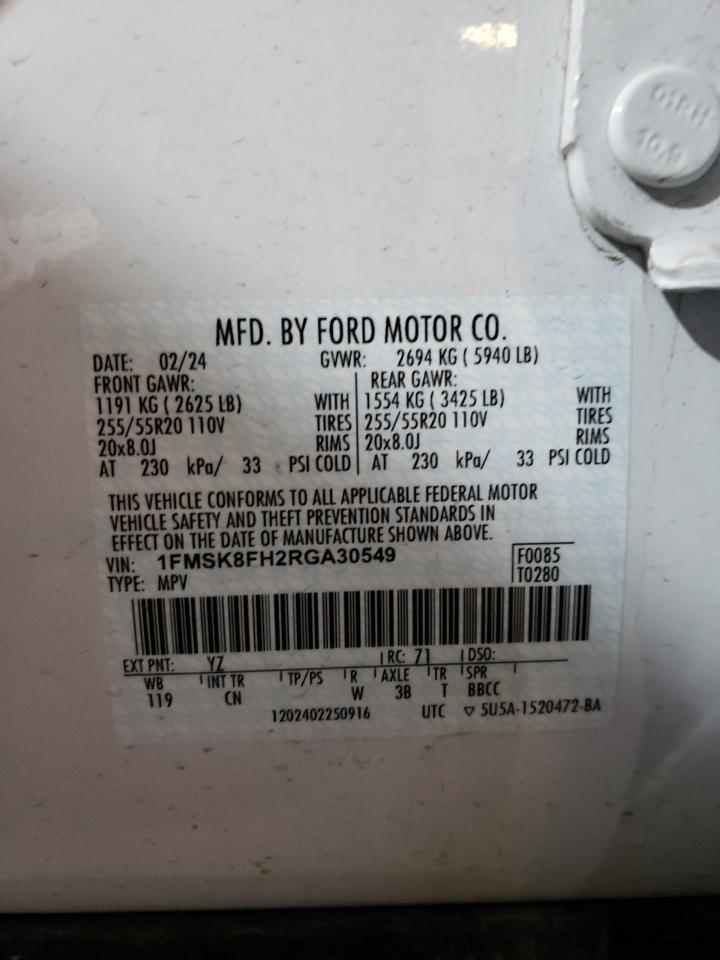 01RH
10.9
MFD. BY FORD MOTOR CO.
DATE: 02/24 GVWR: 2694 KG ( 5940 LB)
FRONT GAWR: REAR GAWR:
1191 KG ( 2625 LB) WITH 1554 KG ( 3425 LB) WITH
255/55R20 110V TIRES 255/55R20 110V TIRES
20x8.0J RIMS 20x8.0J RIMS
AT 230 kPa/ 33 PSI COLD AT 230 kPa/ 33 PSI COLD
THIS VEHICLE CONFORMS TO ALL APPLICABLE FEDERAL MOTOR
VEHICLE SAFETY AND THEFT PREVENTION STANDARDS IN
EFFECT ON THE DATE OF MANUFACTURE SHOWN ABOVE.
VIN: 1FMSK8FH2RGA30549 F0085
TYPE: MPV T0280
EXT PNT: YZ RC: 71 DSO:
WB INT TR TP/PS R AXLE TR SPR
119 CN W 3B T BBCC
1202402250916 UTC ▽ 5U5A-1520472-BA